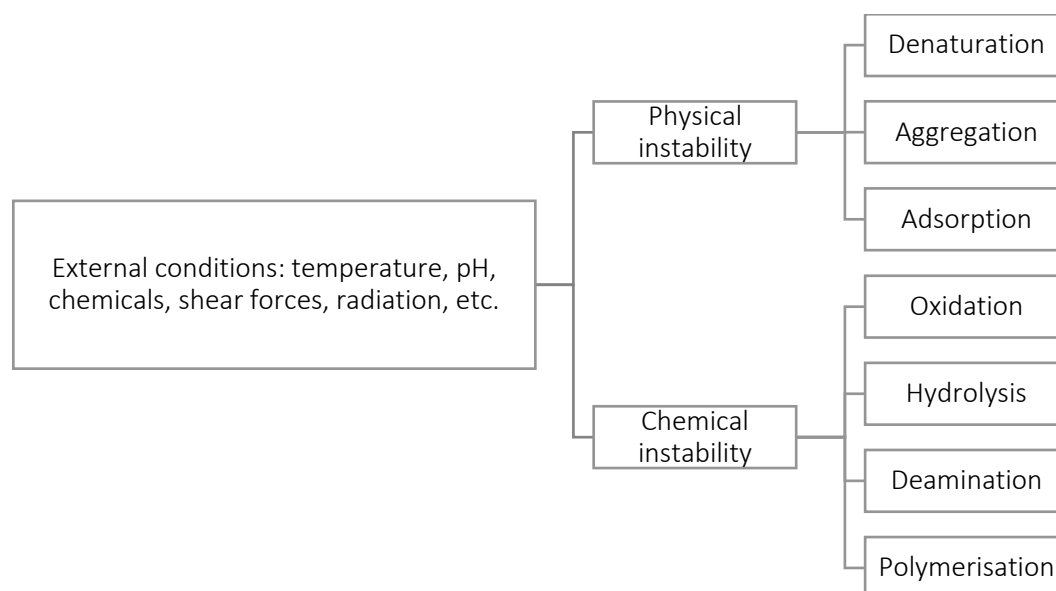 External conditions: temperature, pH,
chemicals, shear forces, radiation, etc.
Physical
instability
Denaturation
Aggregation
Adsorption
Chemical
instability
Oxidation
Hydrolysis
Deamination
Polymerisation